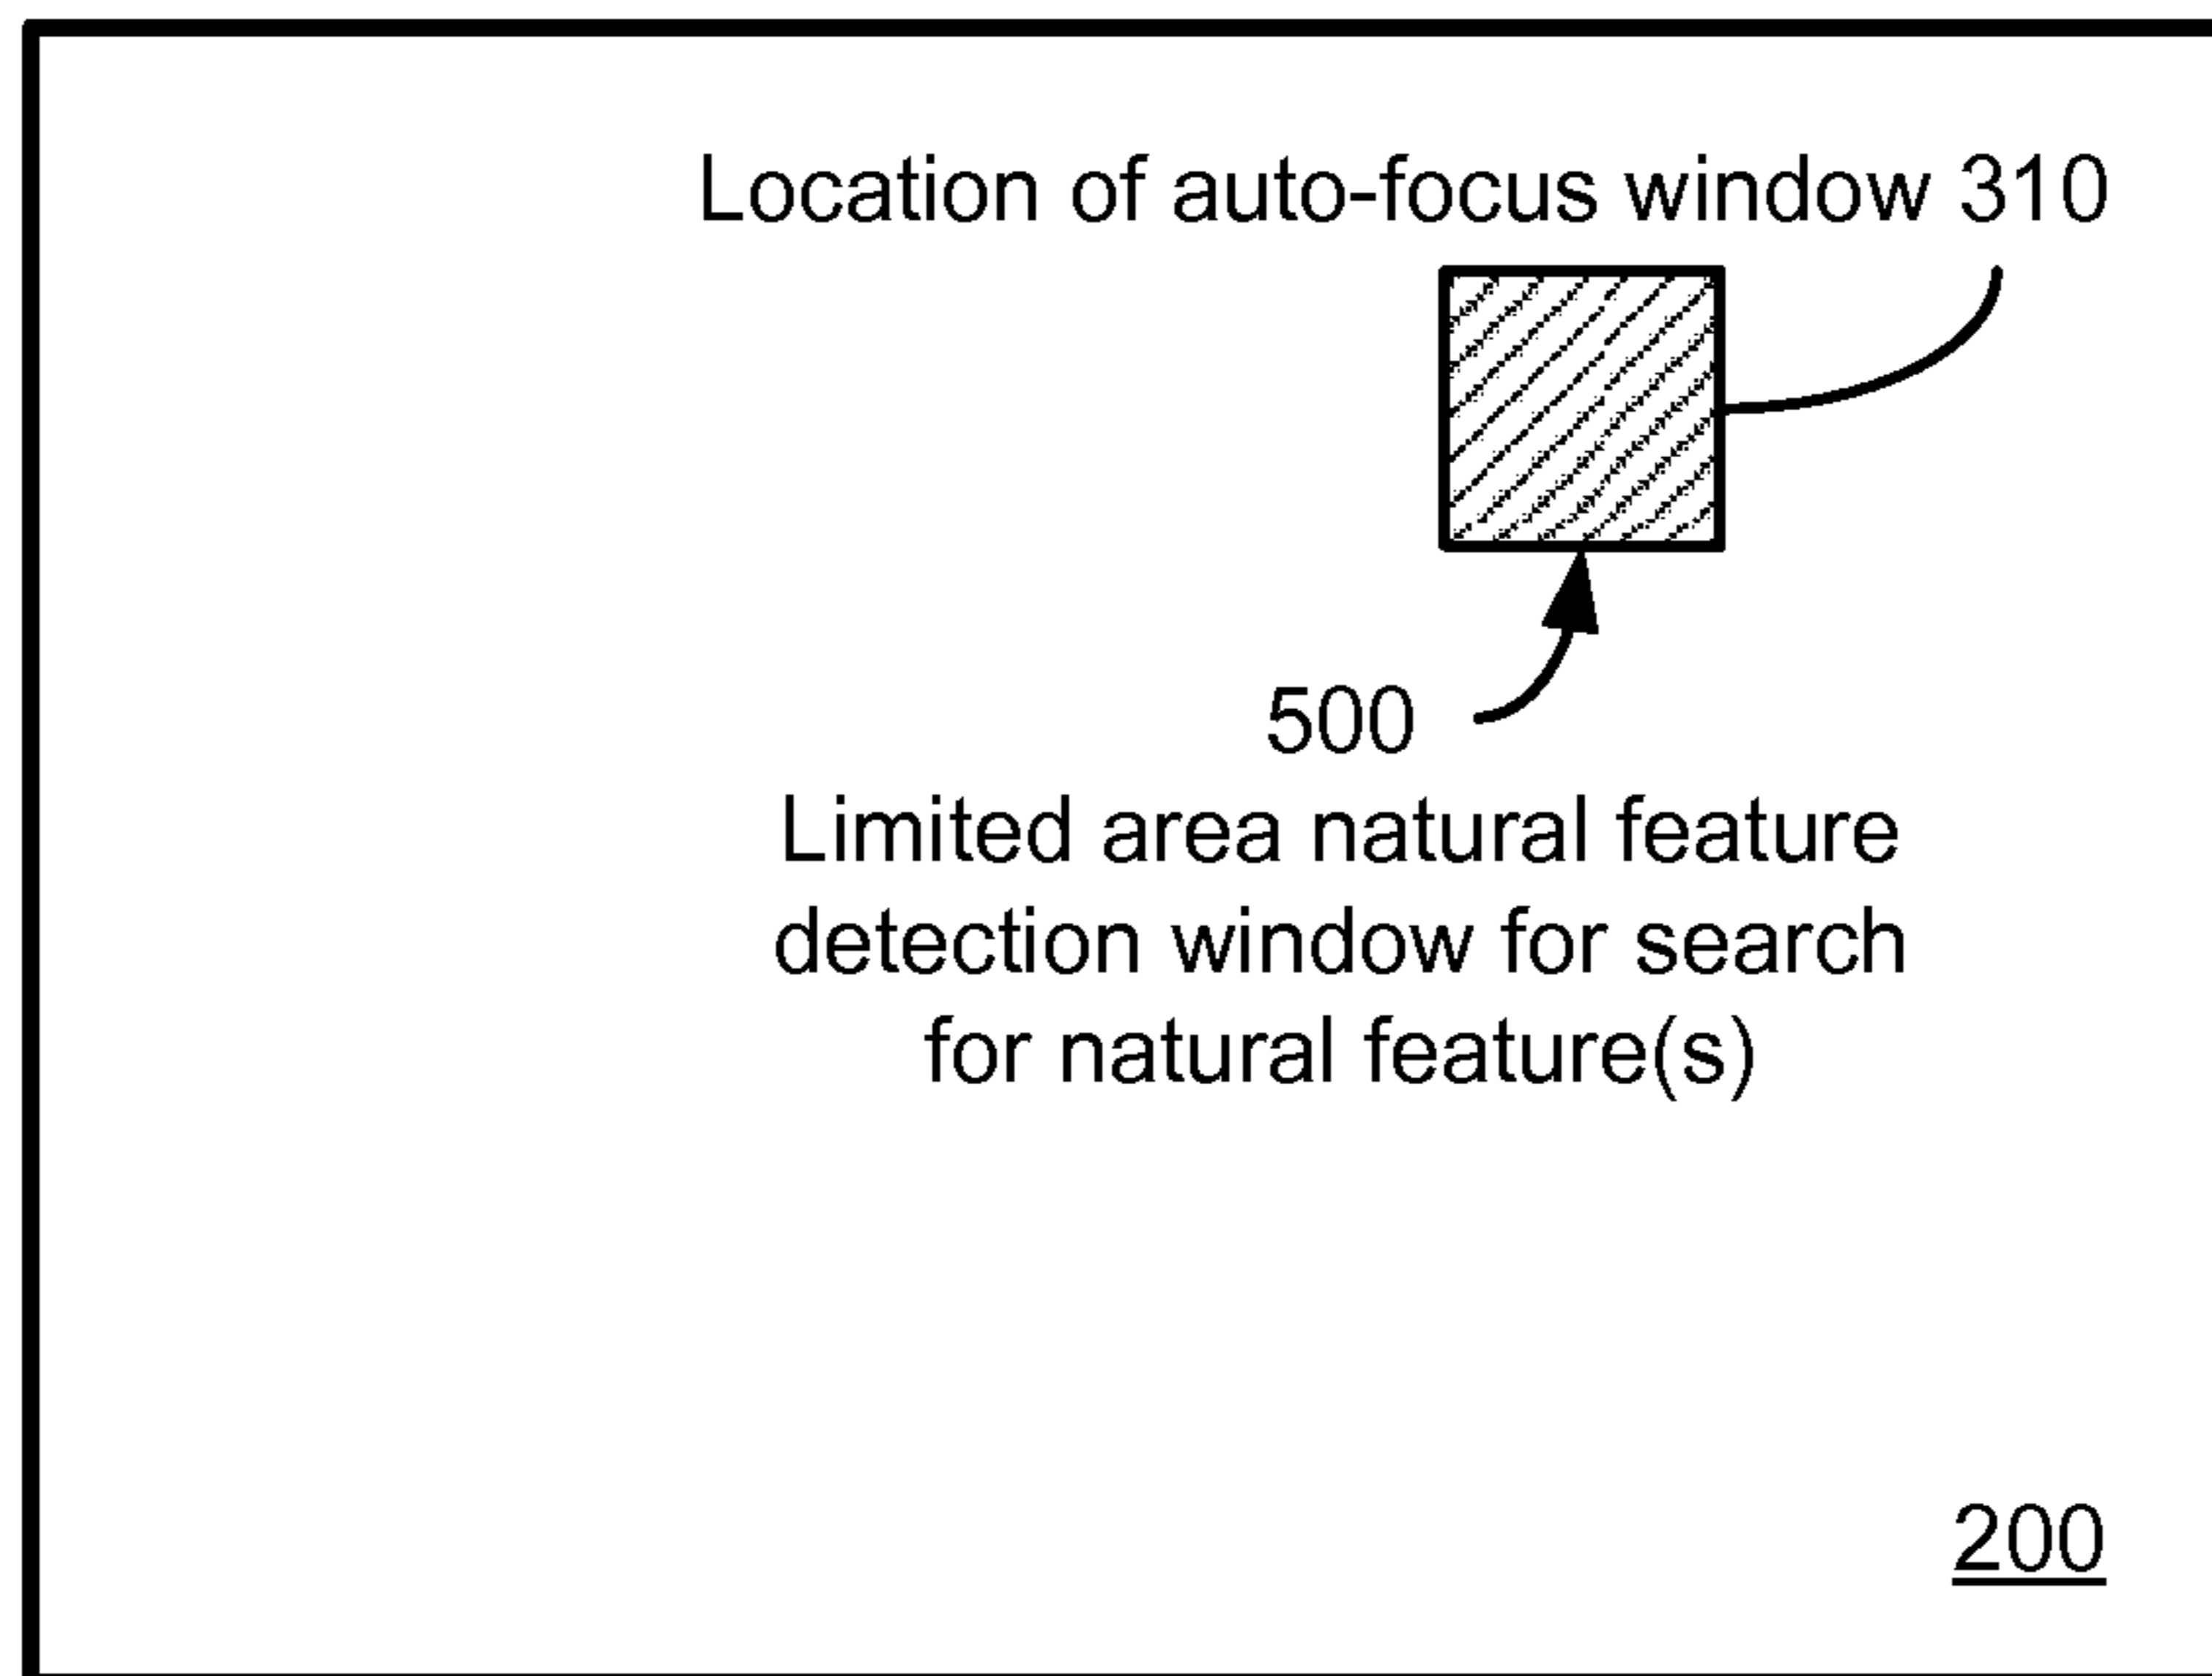 Location of auto-focus window 310
500
Limited area natural feature
detection window for search
for natural feature(s)
200